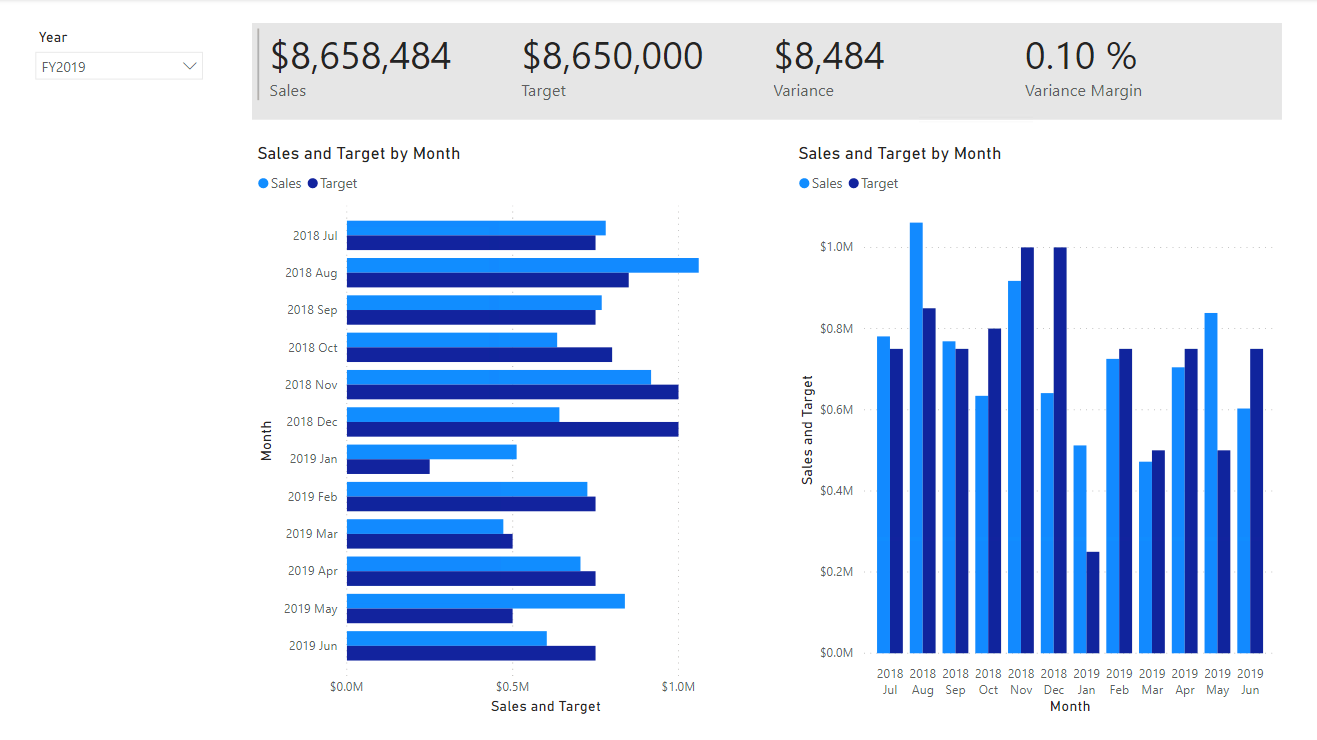 Year
FY2019
$8,658,484
Sales
$8,650,000
Target
$8,484
Variance
0.10 %
Variance Margin
Sales and Target by Month
Sales Target
Month
2018 Jul
2018 Aug
2018 Sep
2018 Oct
2018 Nov
2018 Dec
2019 Jan
2019 Feb
2019 Mar
2019 Apr
2019 May
2019 Jun
$0.0M $0.5M $1.0M
Sales and Target
Sales and Target by Month
Sales Target
Sales and Target
$1.0M
$0.8M
$0.6M
$0.4M
$0.2M
$0.0M
2018 2018 2018 2018 2018 2018 2019 2019 2019 2019 2019 2019
Jul Aug Sep Oct Nov Dec Jan Feb Mar Apr May Jun
Month